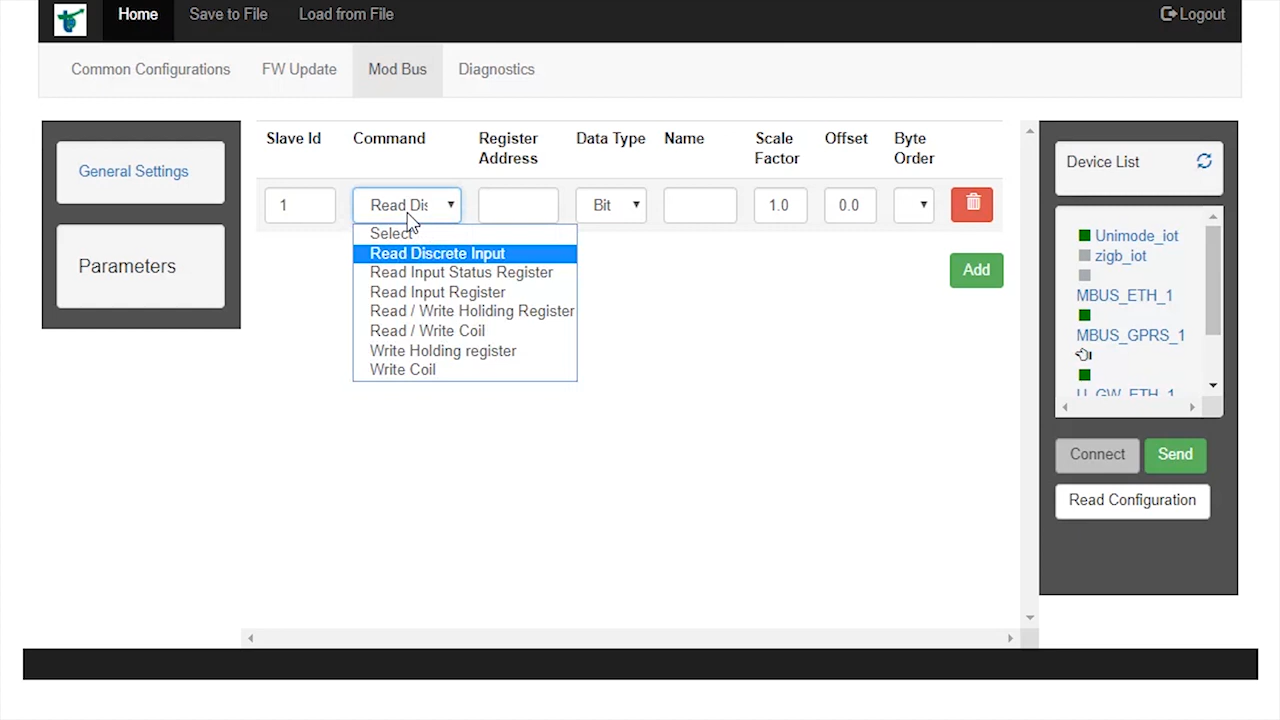 Home Save to File Load from File Logout
Common Configurations FW Update Mod Bus Diagnostics
General Settings
Parameters
Slave Id Command Register Address Data Type Name Scale Factor Offset Byte Order
1 Read Dis Bit 1.0 0.0
Select
Read Discrete Input
Read Input Status Register
Read Input Register
Read / Write Holiding Register
Read / Write Coil
Write Holding register
Write Coil
Add
Device List
Unimode_iot
zigb_iot
MBUS_ETH_1
MBUS_GPRS_1
Connect Send
Read Configuration